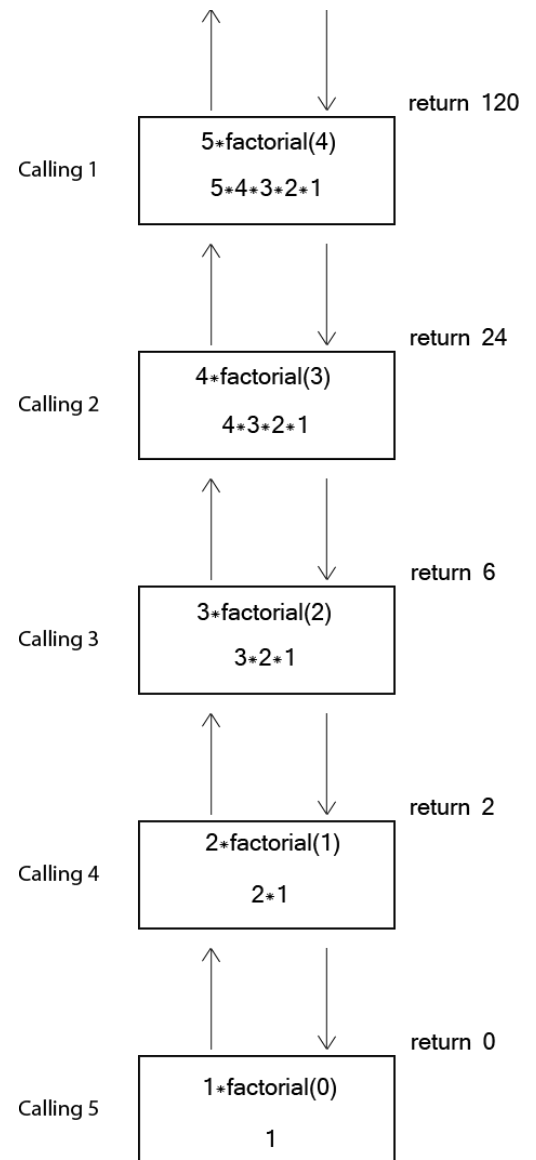 return 120
5*factorial(4)
Calling 1
5*4*3*2*1
return 24
4*factorial(3)
Calling 2
4*3*2*1
return 6
3*factorial(2)
Calling 3
3*2*1
return 2
2*factorial(1)
Calling 4
2*1
return 0
1*factorial(0)
Calling 5
1